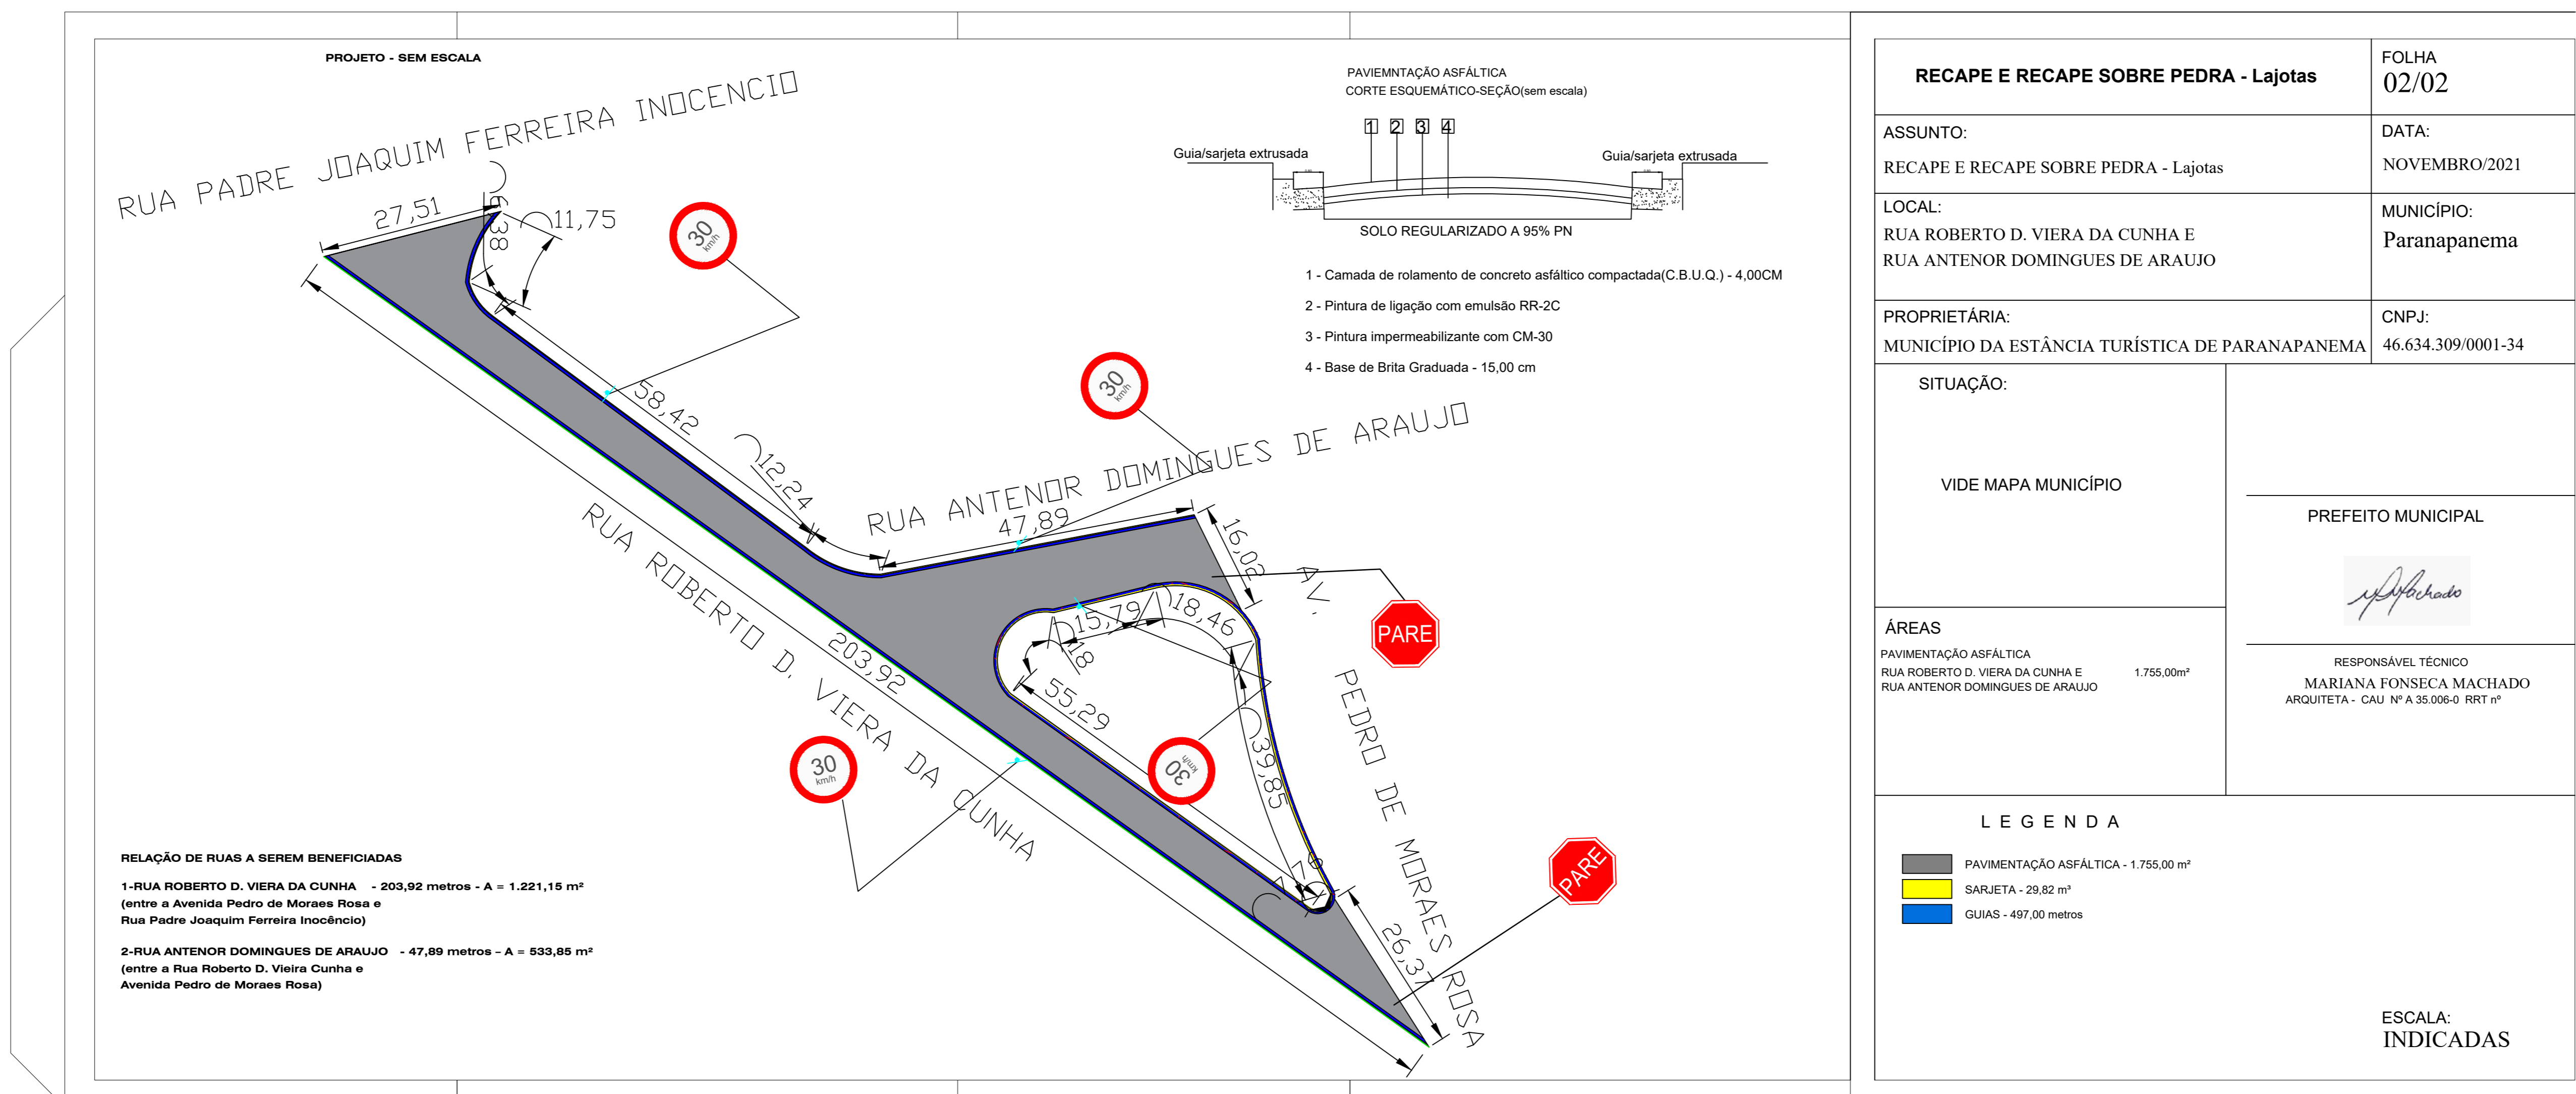 PROJETO - SEM ESCALA
RUA PADRE JOAQUIM FERREIRA INOCENCIO
27,51
6,38
11,75
30
km/h
58,42
12,24
RUA ANTENOR DOMINGUES DE ARAUJO
47,89
30
km/h
16,02
AV. PEDRO DE MORAES ROSA
PARE
15,79
18,46
18
55,29
39,85
RUA ROBERTO D. VIERA DA CUNHA
203,92
30
km/h
30
km/h
PARE
26,37
PAVIEMNTAÇÃO ASFÁLTICA
CORTE ESQUEMÁTICO-SEÇÃO(sem escala)
1 2 3 4
Guia/sarjeta extrusada
Guia/sarjeta extrusada
SOLO REGULARIZADO A 95% PN
1 - Camada de rolamento de concreto asfáltico compactada(C.B.U.Q.) - 4,00CM
2 - Pintura de ligação com emulsão RR-2C
3 - Pintura impermeabilizante com CM-30
4 - Base de Brita Graduada - 15,00 cm
RELAÇÃO DE RUAS A SEREM BENEFICIADAS
1-RUA ROBERTO D. VIERA DA CUNHA - 203,92 metros - A = 1.221,15 m²
(entre a Avenida Pedro de Moraes Rosa e
Rua Padre Joaquim Ferreira Inocêncio)
2-RUA ANTENOR DOMINGUES DE ARAUJO - 47,89 metros - A = 533,85 m²
(entre a Rua Roberto D. Vieira Cunha e
Avenida Pedro de Moraes Rosa)
RECAPE E RECAPE SOBRE PEDRA - Lajotas
FOLHA
02/02
ASSUNTO:
RECAPE E RECAPE SOBRE PEDRA - Lajotas
DATA:
NOVEMBRO/2021
LOCAL:
RUA ROBERTO D. VIERA DA CUNHA E
RUA ANTENOR DOMINGUES DE ARAUJO
MUNICÍPIO:
Paranapanema
PROPRIETÁRIA:
MUNICÍPIO DA ESTÂNCIA TURÍSTICA DE PARANAPANEMA
CNPJ:
46.634.309/0001-34
SITUAÇÃO:
VIDE MAPA MUNICÍPIO
PREFEITO MUNICIPAL
ÁREAS
PAVIMENTAÇÃO ASFÁLTICA
RUA ROBERTO D. VIERA DA CUNHA E 1.755,00m²
RUA ANTENOR DOMINGUES DE ARAUJO
RESPONSÁVEL TÉCNICO
MARIANA FONSECA MACHADO
ARQUITETA - CAU Nº A 35.006-0 RRT nº
LEGENDA
PAVIMENTAÇÃO ASFÁLTICA - 1.755,00 m²
SARJETA - 29,82 m³
GUIAS - 497,00 metros
ESCALA:
INDICADAS